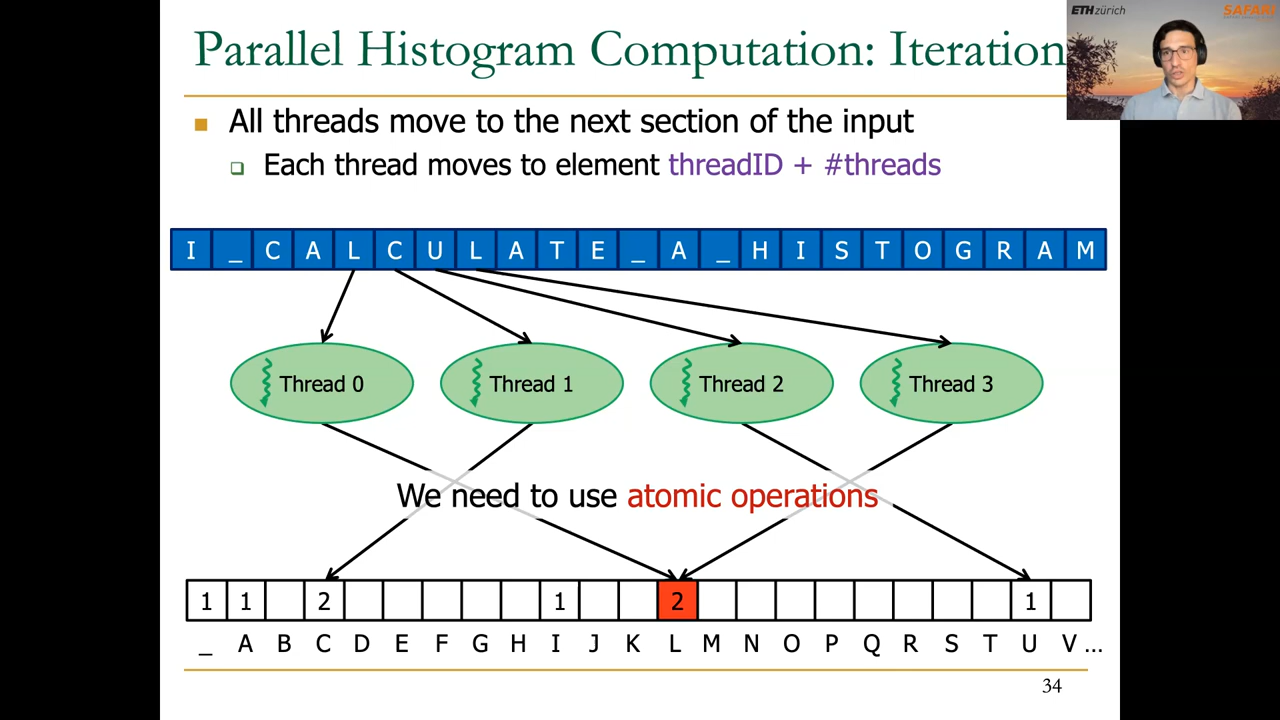 Parallel Histogram Computation: Iteration
ETHzürich
SAFARI
All threads move to the next section of the input
Each thread moves to element threadID + #threads
I _ C A L C U L A T E _ A _ H I S T O G R A M
Thread 0 Thread 1 Thread 2 Thread 3
We need to use atomic operations
1 1 2 1 2 1
_ A B C D E F G H I J K L M N O P Q R S T U V...
34